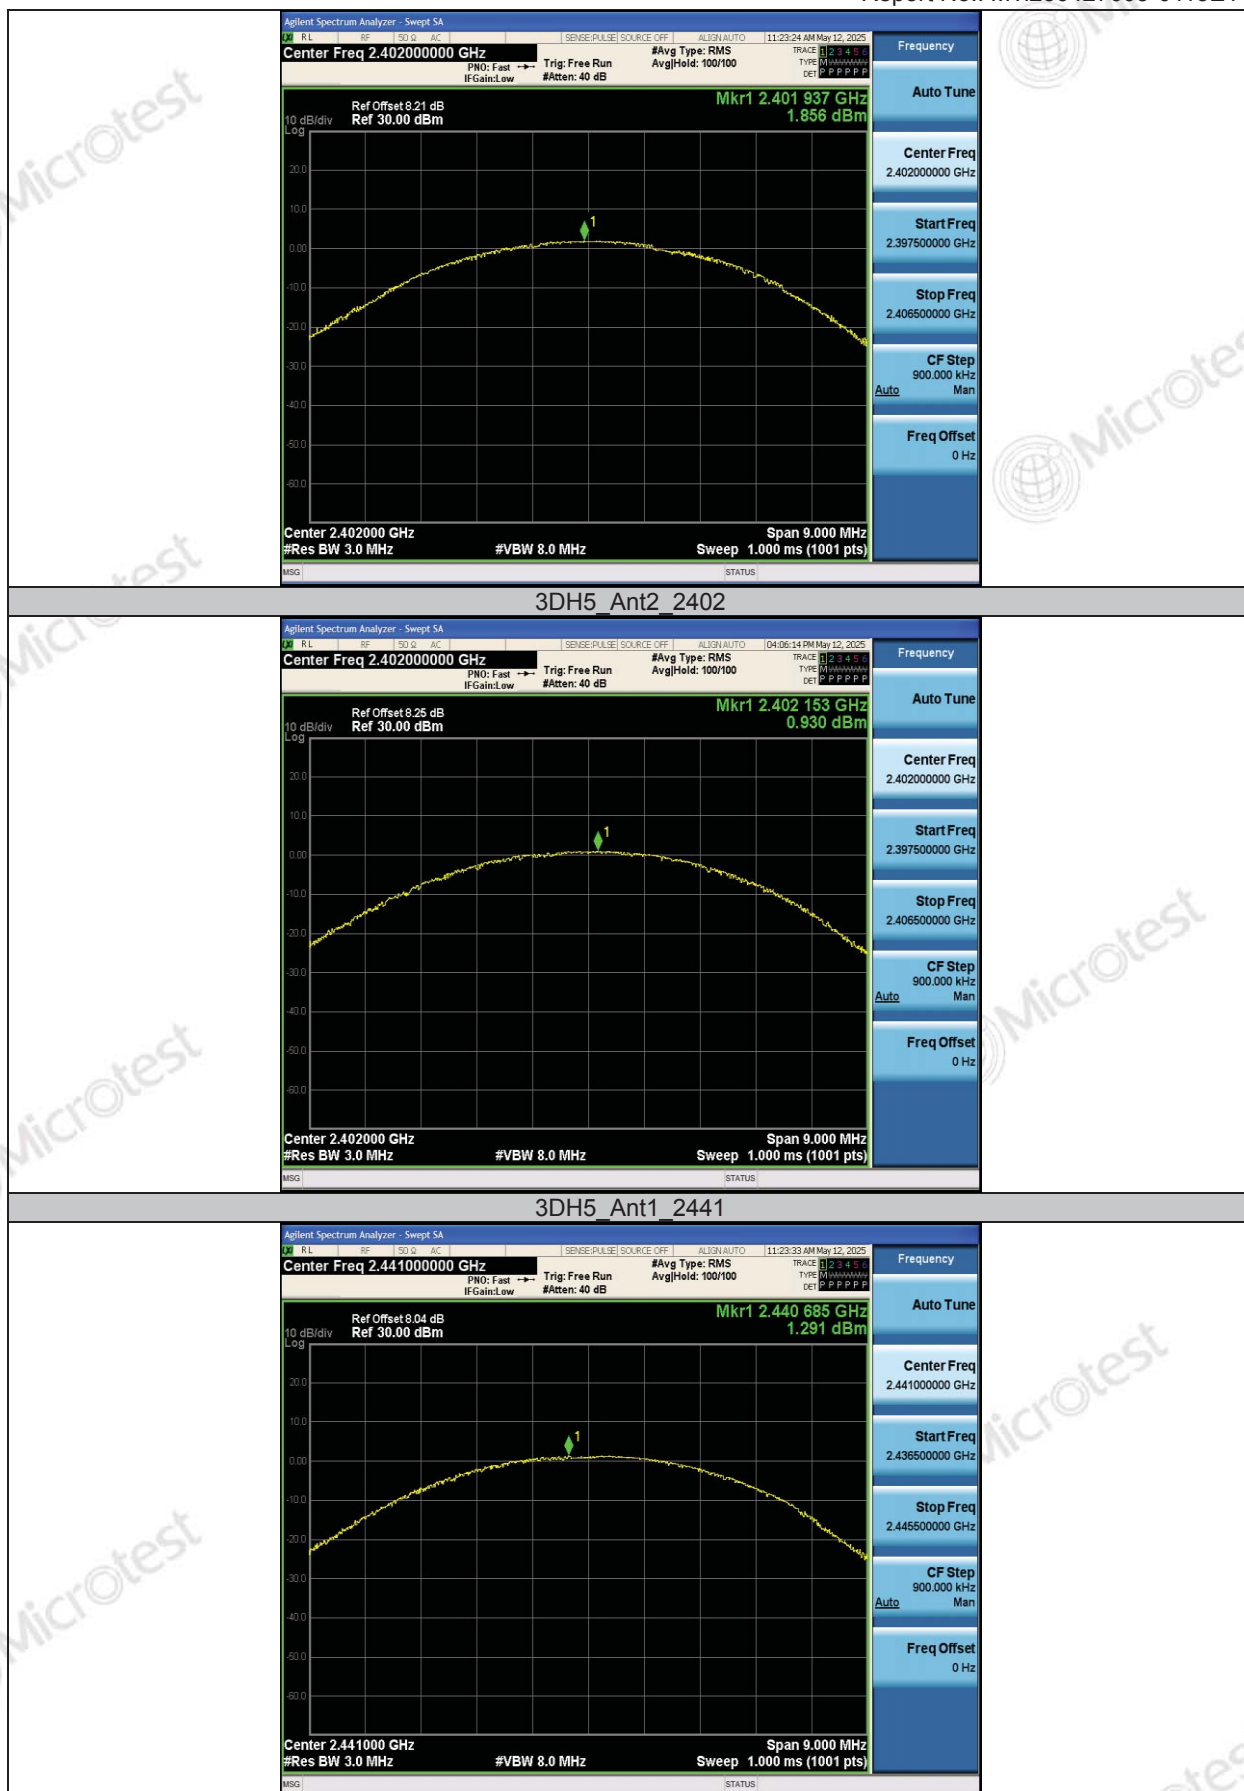 Agilent Spectrum Analyzer - Swept SA
RL RF 50 Ω AC SENSE:PULSE SOURCE OFF ALIGN AUTO 11:23:24 AM May 12, 2025
Center Freq 2.402000000 GHz #Avg Type: RMS TRACE 1 2 3 4 5 6
PNO: Fast Trig: Free Run Avg|Hold: 100/100 TYPE M
IFGain:Low #Atten: 40 dB DET P P P P P P
Frequency
Auto Tune
Ref Offset 8.21 dB Mkr1 2.401 937 GHz
10 dB/div Ref 30.00 dBm 1.856 dBm
Log
20.0
10.0
0.00
-10.0
-20.0
-30.0
-40.0
-50.0
-60.0
1
Center Freq
2.402000000 GHz
Start Freq
2.397500000 GHz
Stop Freq
2.406500000 GHz
CF Step
900.000 kHz
Auto Man
Freq Offset
0 Hz
Center 2.402000 GHz Span 9.000 MHz
#Res BW 3.0 MHz #VBW 8.0 MHz Sweep 1.000 ms (1001 pts)
MSG STATUS
3DH5_Ant2_2402
Agilent Spectrum Analyzer - Swept SA
RL RF 50 Ω AC SENSE:PULSE SOURCE OFF ALIGN AUTO 04:06:14 PM May 12, 2025
Center Freq 2.402000000 GHz #Avg Type: RMS TRACE 1 2 3 4 5 6
PNO: Fast Trig: Free Run Avg|Hold: 100/100 TYPE M
IFGain:Low #Atten: 40 dB DET P P P P P P
Frequency
Auto Tune
Ref Offset 8.25 dB Mkr1 2.402 153 GHz
10 dB/div Ref 30.00 dBm 0.930 dBm
Log
20.0
10.0
0.00
-10.0
-20.0
-30.0
-40.0
-50.0
-60.0
1
Center Freq
2.402000000 GHz
Start Freq
2.397500000 GHz
Stop Freq
2.406500000 GHz
CF Step
900.000 kHz
Auto Man
Freq Offset
0 Hz
Center 2.402000 GHz Span 9.000 MHz
#Res BW 3.0 MHz #VBW 8.0 MHz Sweep 1.000 ms (1001 pts)
MSG STATUS
3DH5_Ant1_2441
Agilent Spectrum Analyzer - Swept SA
RL RF 50 Ω AC SENSE:PULSE SOURCE OFF ALIGN AUTO 11:23:33 AM May 12, 2025
Center Freq 2.441000000 GHz #Avg Type: RMS TRACE 1 2 3 4 5 6
PNO: Fast Trig: Free Run Avg|Hold: 100/100 TYPE M
IFGain:Low #Atten: 40 dB DET P P P P P P
Frequency
Auto Tune
Ref Offset 8.04 dB Mkr1 2.440 685 GHz
10 dB/div Ref 30.00 dBm 1.291 dBm
Log
20.0
10.0
0.00
-10.0
-20.0
-30.0
-40.0
-50.0
-60.0
1
Center Freq
2.441000000 GHz
Start Freq
2.436500000 GHz
Stop Freq
2.445500000 GHz
CF Step
900.000 kHz
Auto Man
Freq Offset
0 Hz
Center 2.441000 GHz Span 9.000 MHz
#Res BW 3.0 MHz #VBW 8.0 MHz Sweep 1.000 ms (1001 pts)
MSG STATUS
Microtest
Microtest
Microtest
Microtest
Microtest